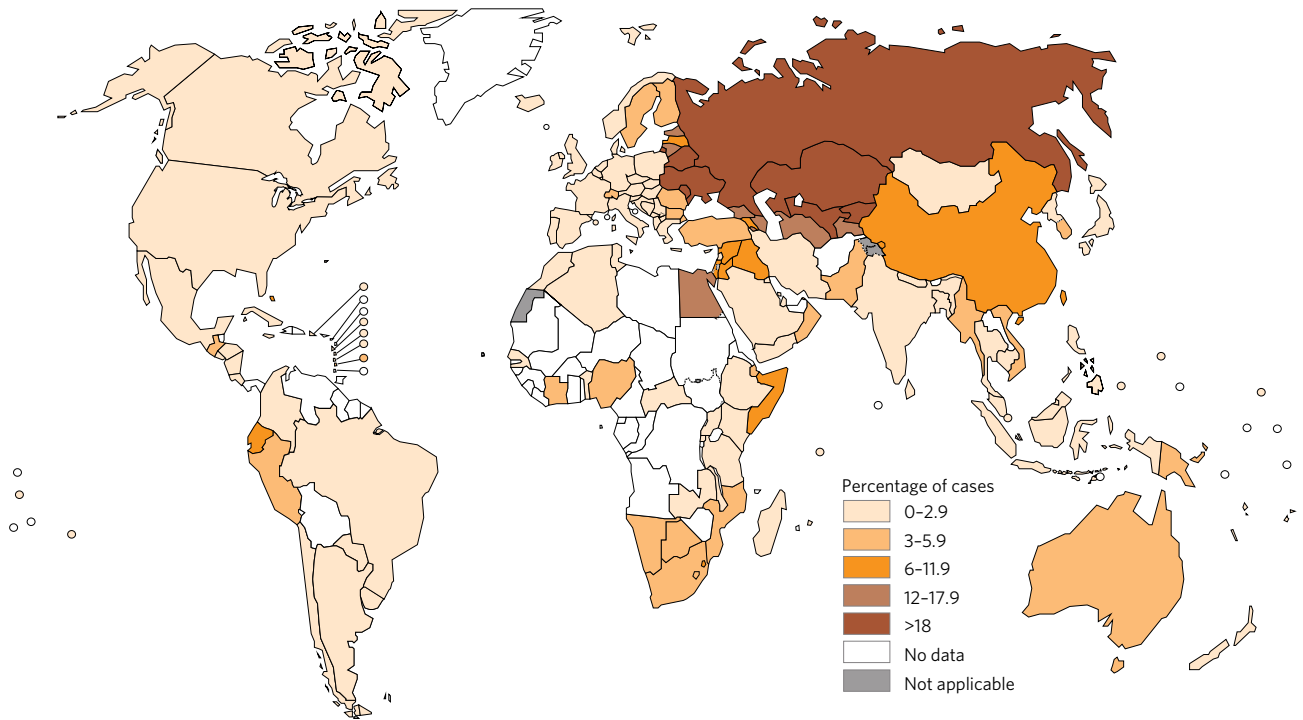 Percentage of cases
0–2.9
3–5.9
6–11.9
12–17.9
>18
No data
Not applicable